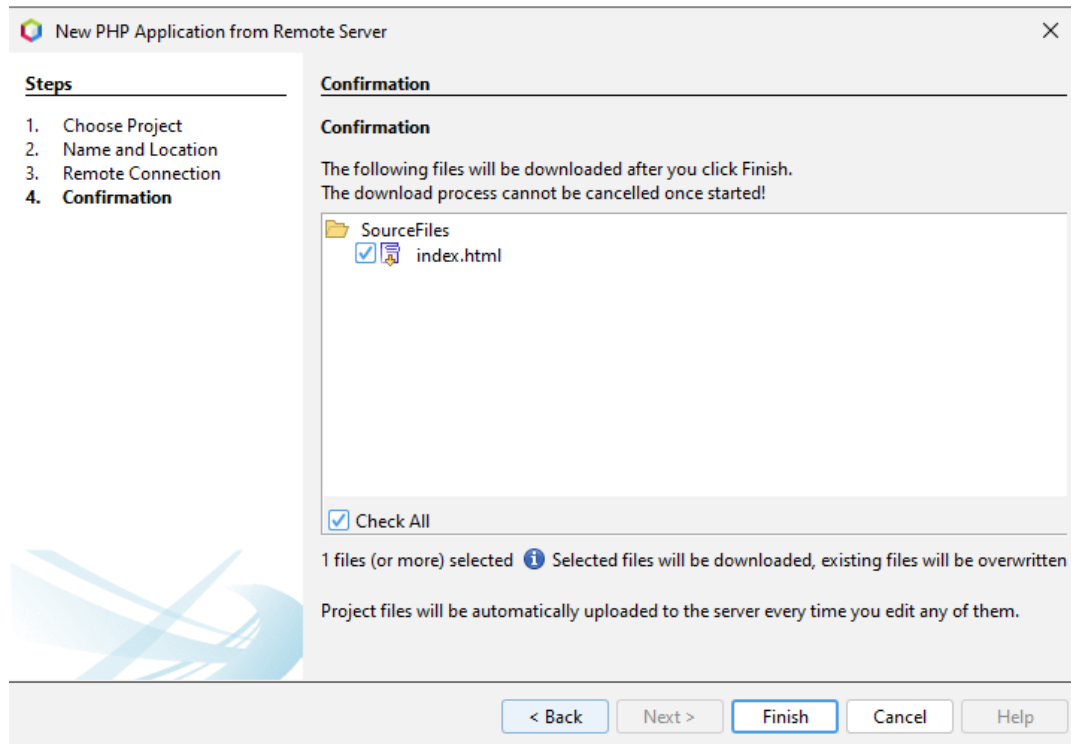 New PHP Application from Remote Server
Steps
1. Choose Project
2. Name and Location
3. Remote Connection
4. Confirmation
Confirmation
Confirmation
The following files will be downloaded after you click Finish.
The download process cannot be cancelled once started!
SourceFiles
index.html
Check All
1 files (or more) selected Selected files will be downloaded, existing files will be overwritten
Project files will be automatically uploaded to the server every time you edit any of them.
< Back Next > Finish Cancel Help